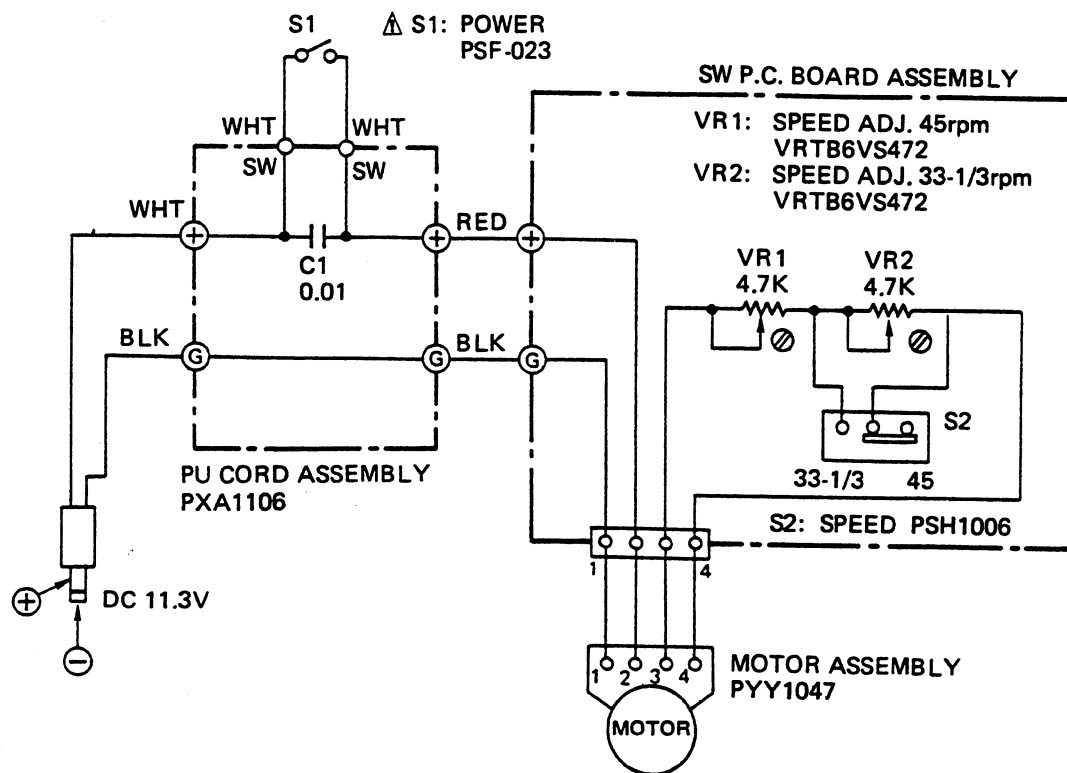 S1
⚠ S1: POWER
PSF-023
SW P.C. BOARD ASSEMBLY
VR1: SPEED ADJ. 45rpm
VRTB6VS472
VR2: SPEED ADJ. 33-1/3rpm
VRTB6VS472
WHT
WHT
SW
SW
WHT
+
+
RED
+
C1
0.01
VR1
4.7K
VR2
4.7K
BLK
G
G
BLK
G
S2
33-1/3
45
PU CORD ASSEMBLY
PXA1106
S2: SPEED PSH1006
1
4
+
DC 11.3V
−
1
2
3
4
MOTOR ASSEMBLY
PYY1047
MOTOR